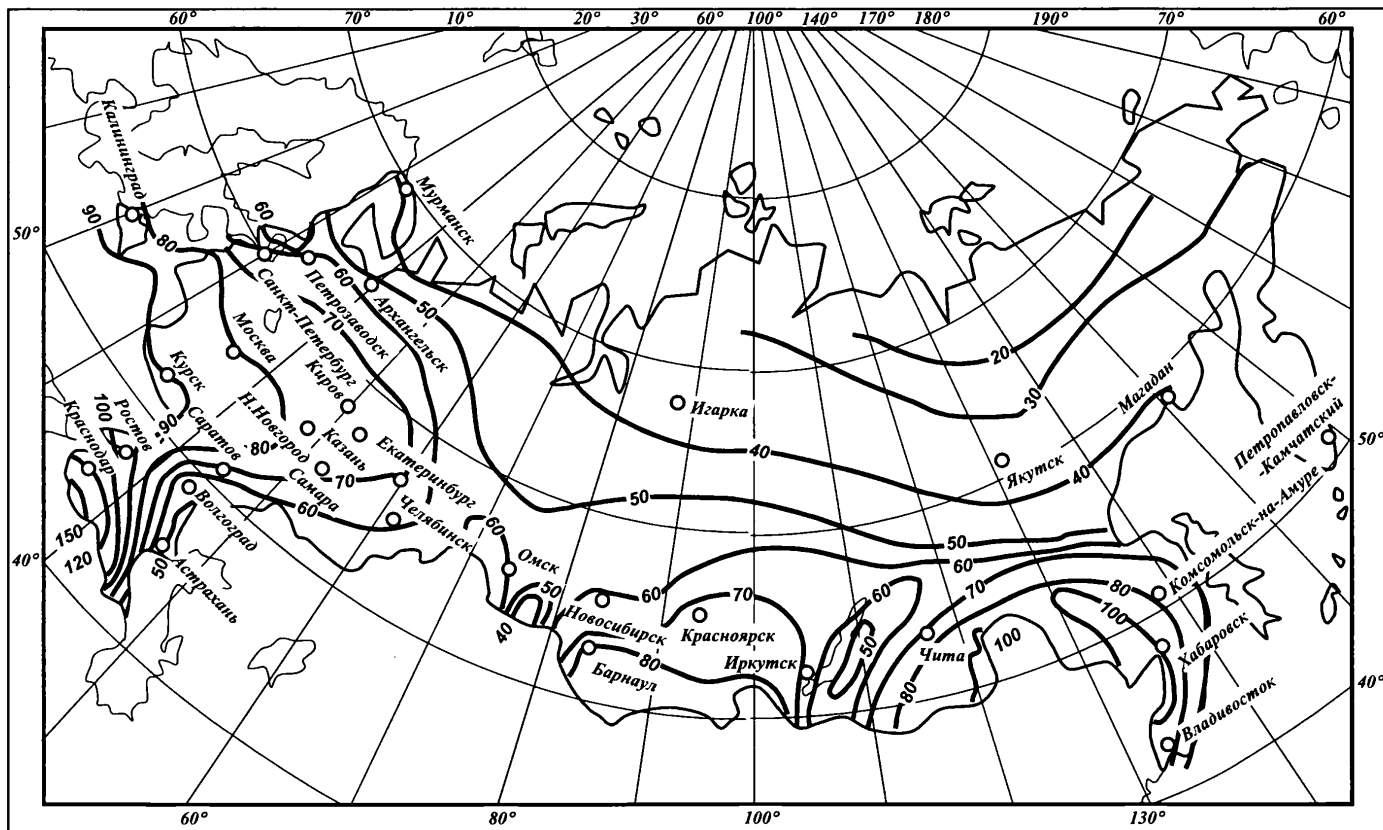 60° 70° 10° 20° 30° 60° 100° 140° 170° 180° 190° 70° 60°
Калининград
Мурманск
90
80
60
50°
Санкт-Петербург
Петрозаводск
60
Архангельск
50
70
Москва
Киров
Курск
20
30
Магадан
Игарка
Якутск
40
40
Петропавловск-
-Камчатский
50°
Краснодар
100
Ростов
90
Саратов
Н.Новгород
80
Казань
Екатеринбург
Самара
70
Волгоград
60
Челябинск
150
120
40°
50
Астрахань
60
Омск
50
40
50
50
60
Комсомольск-на-Амуре
Новосибирск
60
70
Красноярск
60
70
80
100
Барнаул
80
Иркутск
50
80
Чита
100
Хабаровск
Владивосток
40°
60° 70° 80° 100° 130°